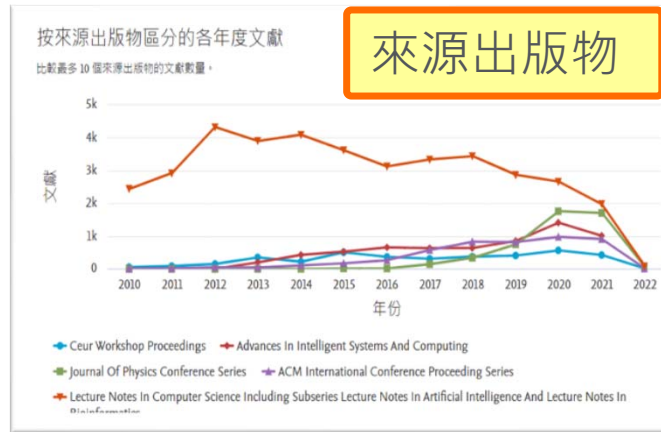 按來源出版物區分的各年度文獻
來源出版物
比較最多 10 個來源出版物的文獻數量。
5k
4k
3k
2k
1k
0
文獻
2010 2011 2012 2013 2014 2015 2016 2017 2018 2019 2020 2021 2022
年份
Ceur Workshop Proceedings Advances In Intelligent Systems And Computing
Journal Of Physics Conference Series ACM International Conference Proceeding Series
Lecture Notes In Computer Science Including Subseries Lecture Notes In Artificial Intelligence And Lecture Notes In
Bioinformatics